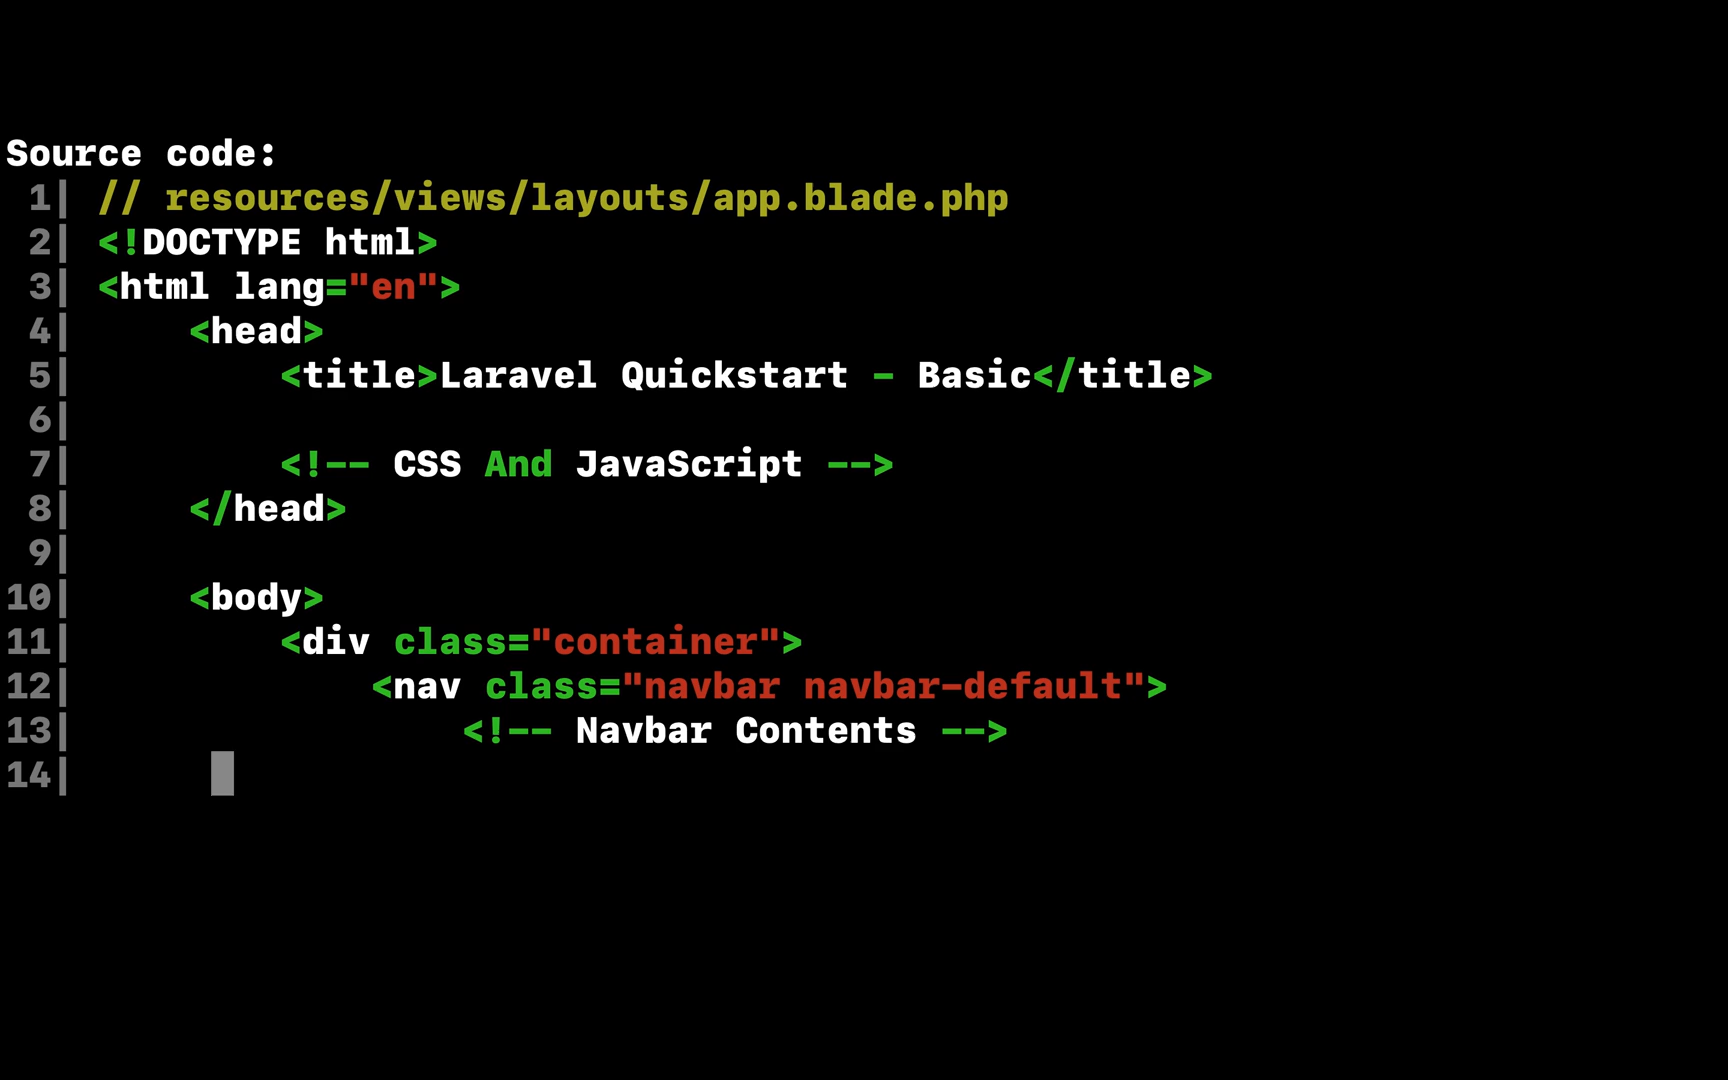 Source code:
1| // resources/views/layouts/app.blade.php
2| <!DOCTYPE html>
3| <html lang="en">
4|     <head>
5|         <title>Laravel Quickstart - Basic</title>
6|
7|         <!-- CSS And JavaScript -->
8|     </head>
9|
10|     <body>
11|         <div class="container">
12|             <nav class="navbar navbar-default">
13|                 <!-- Navbar Contents -->
14|